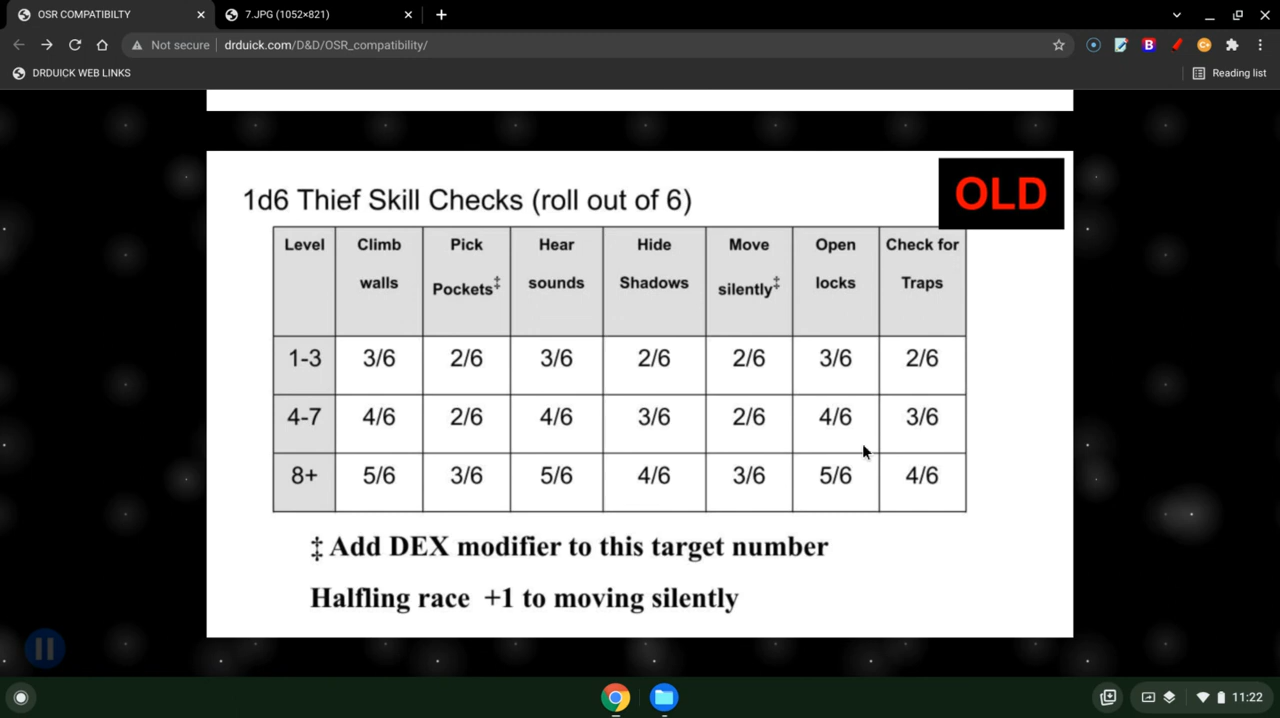 OSR COMPATIBILTY
7.JPG (1052×821)
Not secure drduick.com/D&D/OSR_compatibility/
DRDUICK WEB LINKS
Reading list
OLD
1d6 Thief Skill Checks (roll out of 6)
Level Climb Pick Hear Hide Move Open Check for
walls Pockets‡ sounds Shadows silently‡ locks Traps
1-3 3/6 2/6 3/6 2/6 2/6 3/6 2/6
4-7 4/6 2/6 4/6 3/6 2/6 4/6 3/6
8+ 5/6 3/6 5/6 4/6 3/6 5/6 4/6
‡ Add DEX modifier to this target number
Halfling race +1 to moving silently
11:22